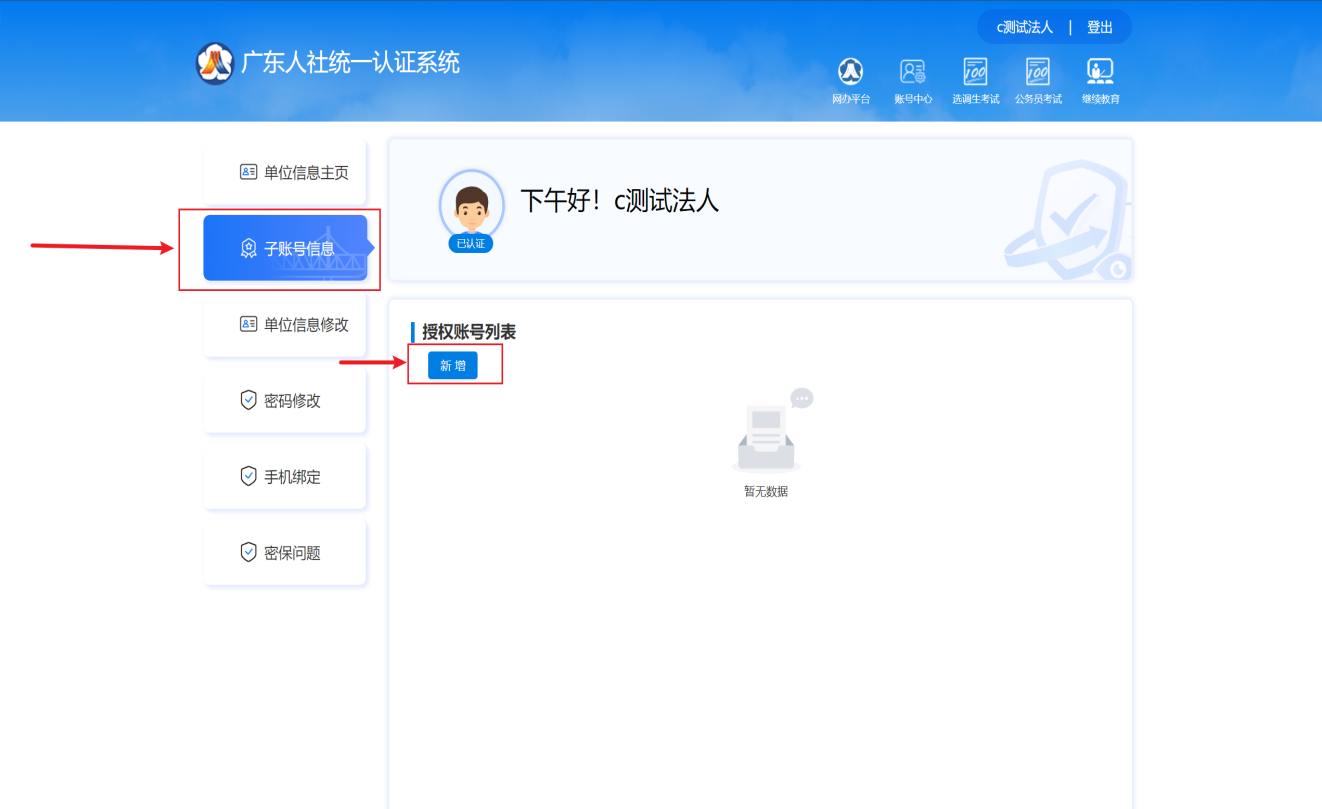 c测试法人 | 登出
广东人社统一认证系统
网办平台 账号中心 选调生考试 公务员考试 继续教育
单位信息主页
子账号信息
单位信息修改
密码修改
手机绑定
密保问题
下午好！c测试法人
已认证
授权账号列表
新 增
暂无数据